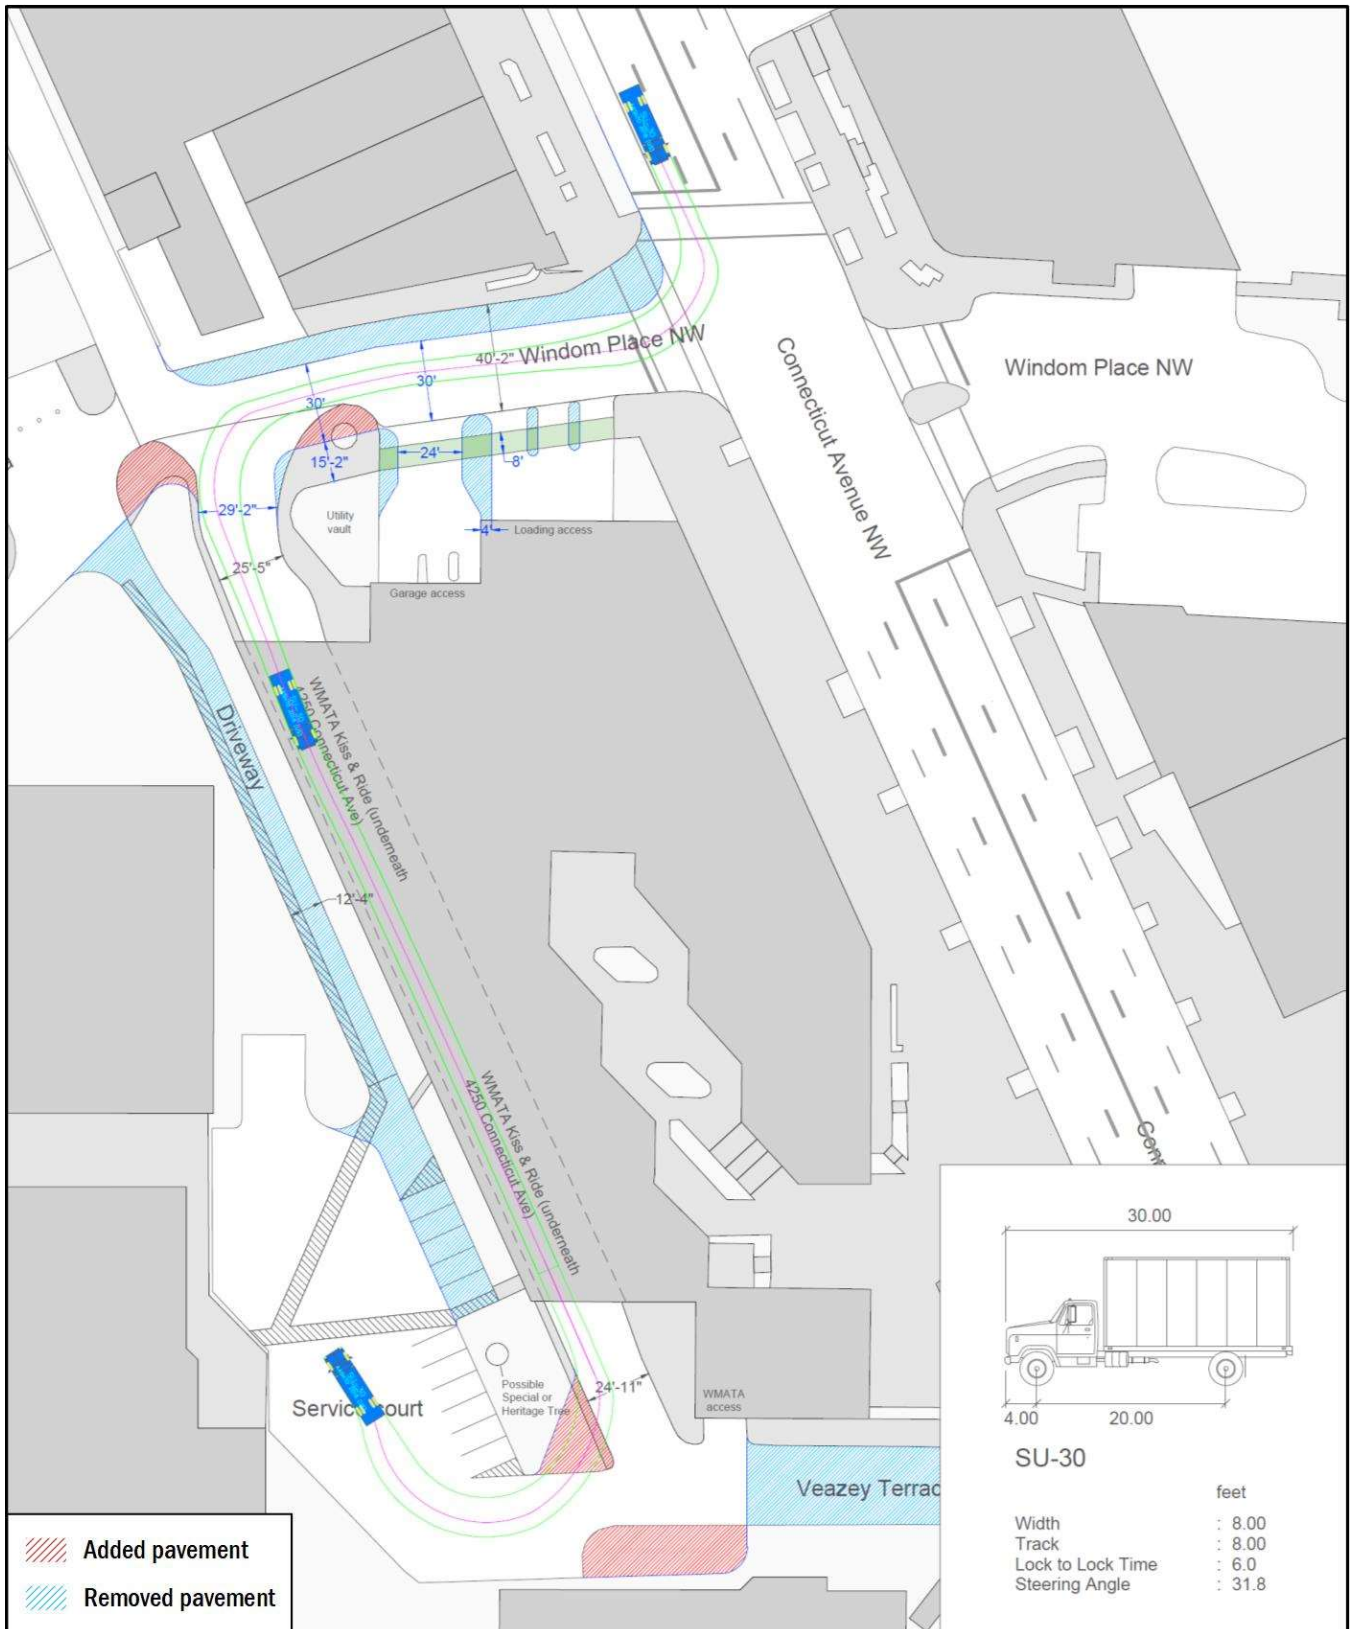 40'-2"
Windom Place NW
Windom Place NW
Connecticut Avenue NW
30'
30'
15'-2"
24'
8'
29'-2"
Utility
vault
4'
Loading access
25'-5"
Garage access
WMATA Kiss & Ride (underneath
4250 Connecticut Ave)
Driveway
12'-4"
WMATA Kiss & Ride (underneath
4250 Connecticut Ave)
Conn
Possible
Special or
Heritage Tree
24'-11"
WMATA
access
Service court
Veazey Terrac
30.00
4.00
20.00
SU-30
feet
Width : 8.00
Track : 8.00
Lock to Lock Time : 6.0
Steering Angle : 31.8
Added pavement
Removed pavement